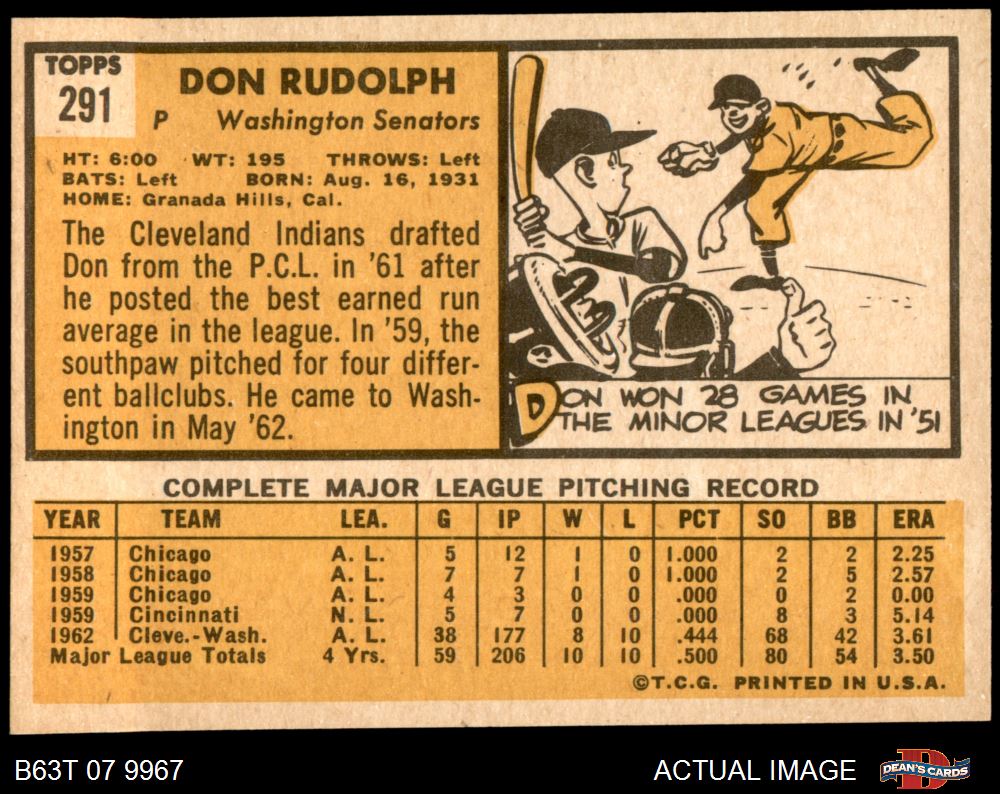 TOPPS
291
DON RUDOLPH
P Washington Senators
HT: 6:00 WT: 195 THROWS: Left
BATS: Left BORN: Aug. 16, 1931
HOME: Granada Hills, Cal.
The Cleveland Indians drafted
Don from the P.C.L. in '61 after
he posted the best earned run
average in the league. In '59, the
southpaw pitched for four differ-
ent ballclubs. He came to Wash-
ington in May '62.
DON WON 28 GAMES IN
THE MINOR LEAGUES IN '51
COMPLETE MAJOR LEAGUE PITCHING RECORD
YEAR TEAM LEA. G IP W L PCT SO BB ERA
1957 Chicago A. L. 5 12 1 0 1.000 2 2 2.25
1958 Chicago A. L. 7 7 1 0 1.000 2 5 2.57
1959 Chicago A. L. 4 3 0 0 .000 0 2 0.00
1959 Cincinnati N. L. 5 7 0 0 .000 8 3 5.14
1962 Cleve.-Wash. A. L. 38 177 8 10 .444 68 42 3.61
Major League Totals 4 Yrs. 59 206 10 10 .500 80 54 3.50
©T.C.G. PRINTED IN U.S.A.
B63T 07 9967 ACTUAL IMAGE D DEAN'S CARDS